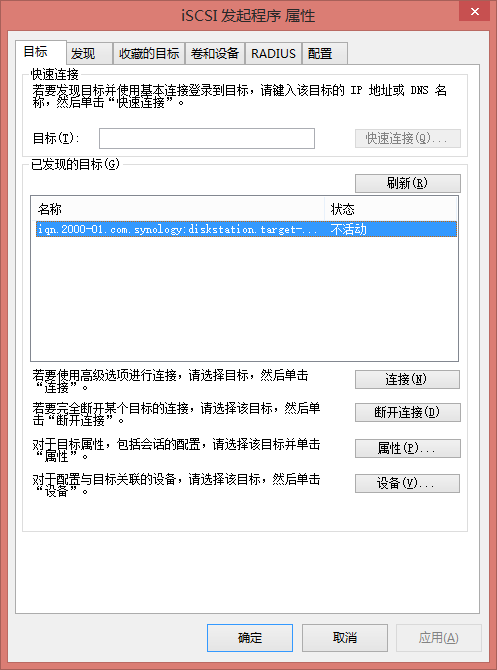 iSCSI 发起程序 属性
目标 发现 收藏的目标 卷和设备 RADIUS 配置
快速连接
若要发现目标并使用基本连接登录到目标，请键入该目标的 IP 地址或 DNS 名
称，然后单击“快速连接”。
目标(T): 快速连接(Q)...
已发现的目标(G)
刷新(R)
名称 状态
iqn.2000-01.com.synology:diskstation.target-... 不活动
若要使用高级选项进行连接，请选择目标，然后单击
“连接”。
连接(N)
若要完全断开某个目标的连接，请选择该目标，然后单
击“断开连接”。
断开连接(D)
对于目标属性，包括会话的配置，请选择该目标并单击
“属性”。
属性(P)...
对于配置与目标关联的设备，请选择该目标，然后单击
“设备”。
设备(V)...
确定 取消 应用(A)